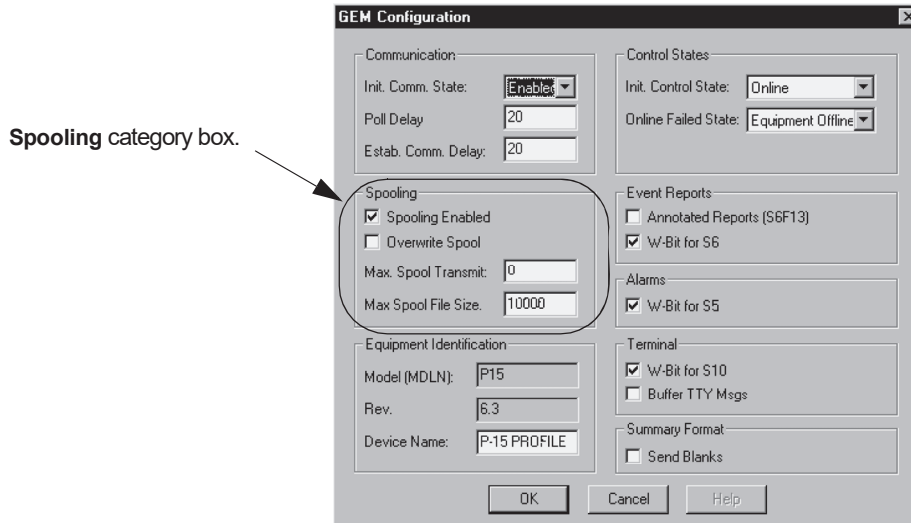 GEM Configuration
Spooling category box.
Communication
Init. Comm. State: Enabled
Poll Delay 20
Estab. Comm. Delay: 20
Control States
Init. Control State: Online
Online Failed State: Equipment Offline
Spooling
Spooling Enabled
Overwrite Spool
Max. Spool Transmit: 0
Max Spool File Size. 10000
Event Reports
Annotated Reports (S6F13)
W-Bit for S6
Alarms
W-Bit for S5
Equipment Identification
Model (MDLN): P15
Rev. 6.3
Device Name: P-15 PROFILE
Terminal
W-Bit for S10
Buffer TTY Msgs
Summary Format
Send Blanks
OK Cancel Help